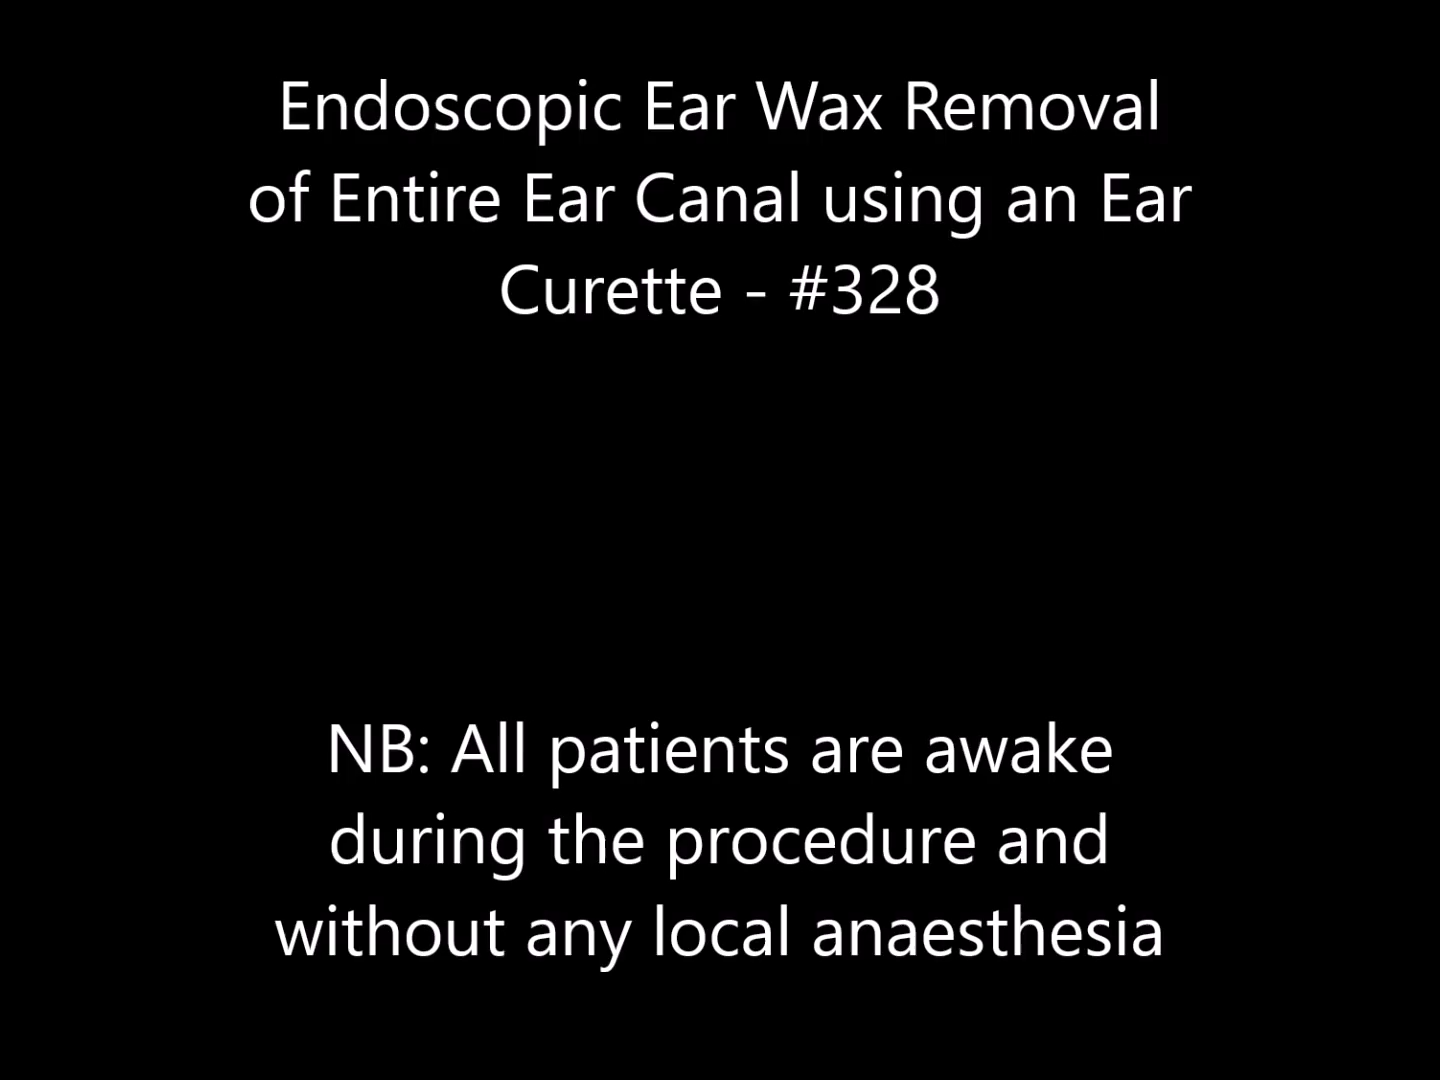 Endoscopic Ear Wax Removal
of Entire Ear Canal using an Ear
Curette - #328
NB: All patients are awake
during the procedure and
without any local anaesthesia